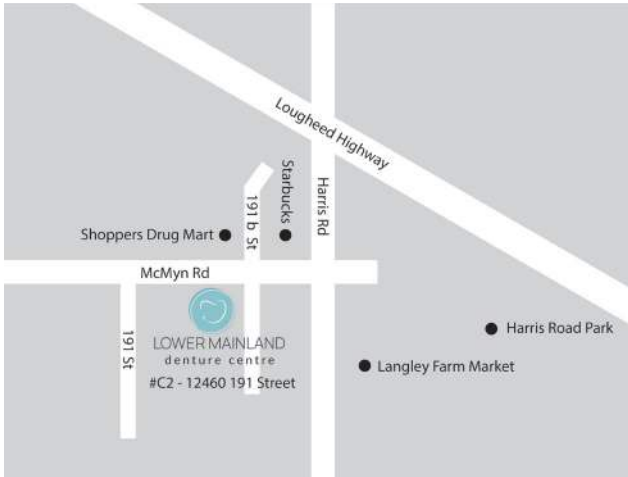 Lougheed Highway
Starbucks
Harris Rd
191 b St
Shoppers Drug Mart
McMyn Rd
191 St
LOWER MAINLAND
denture centre
#C2 - 12460 191 Street
Harris Road Park
Langley Farm Market